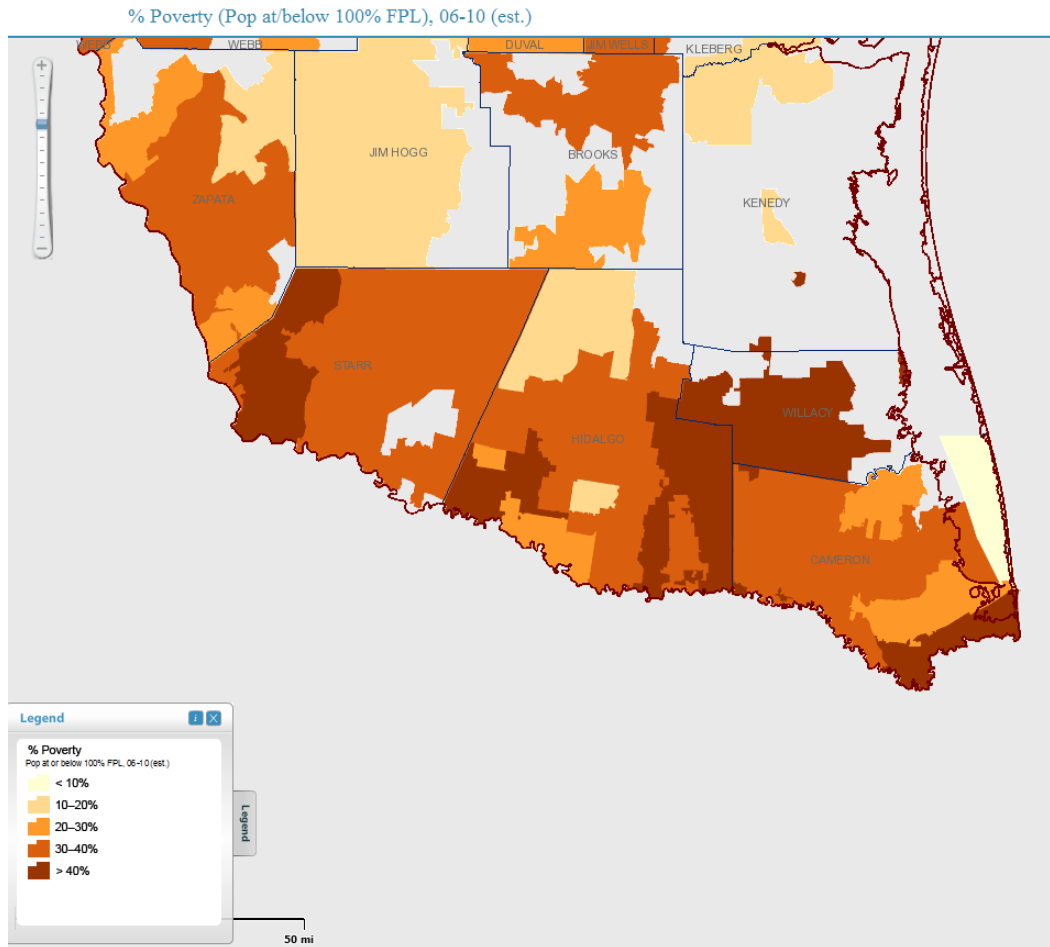 % Poverty (Pop at/below 100% FPL), 06-10 (est.)
WEBB
WEBB
DUVAL
JIM WELLS
KLEBERG
JIM HOGG
BROOKS
ZAPATA
KENEDY
STARR
HIDALGO
WILLACY
CAMERON
Legend
i
% Poverty
Pop at or below 100% FPL, 06-10 (est.)
< 10%
10–20%
20–30%
30–40%
> 40%
Legend
50 mi